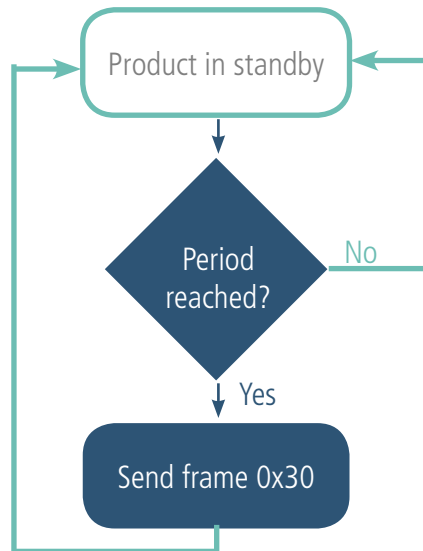 Product in standby
Period
reached?
No
Yes
Send frame 0x30